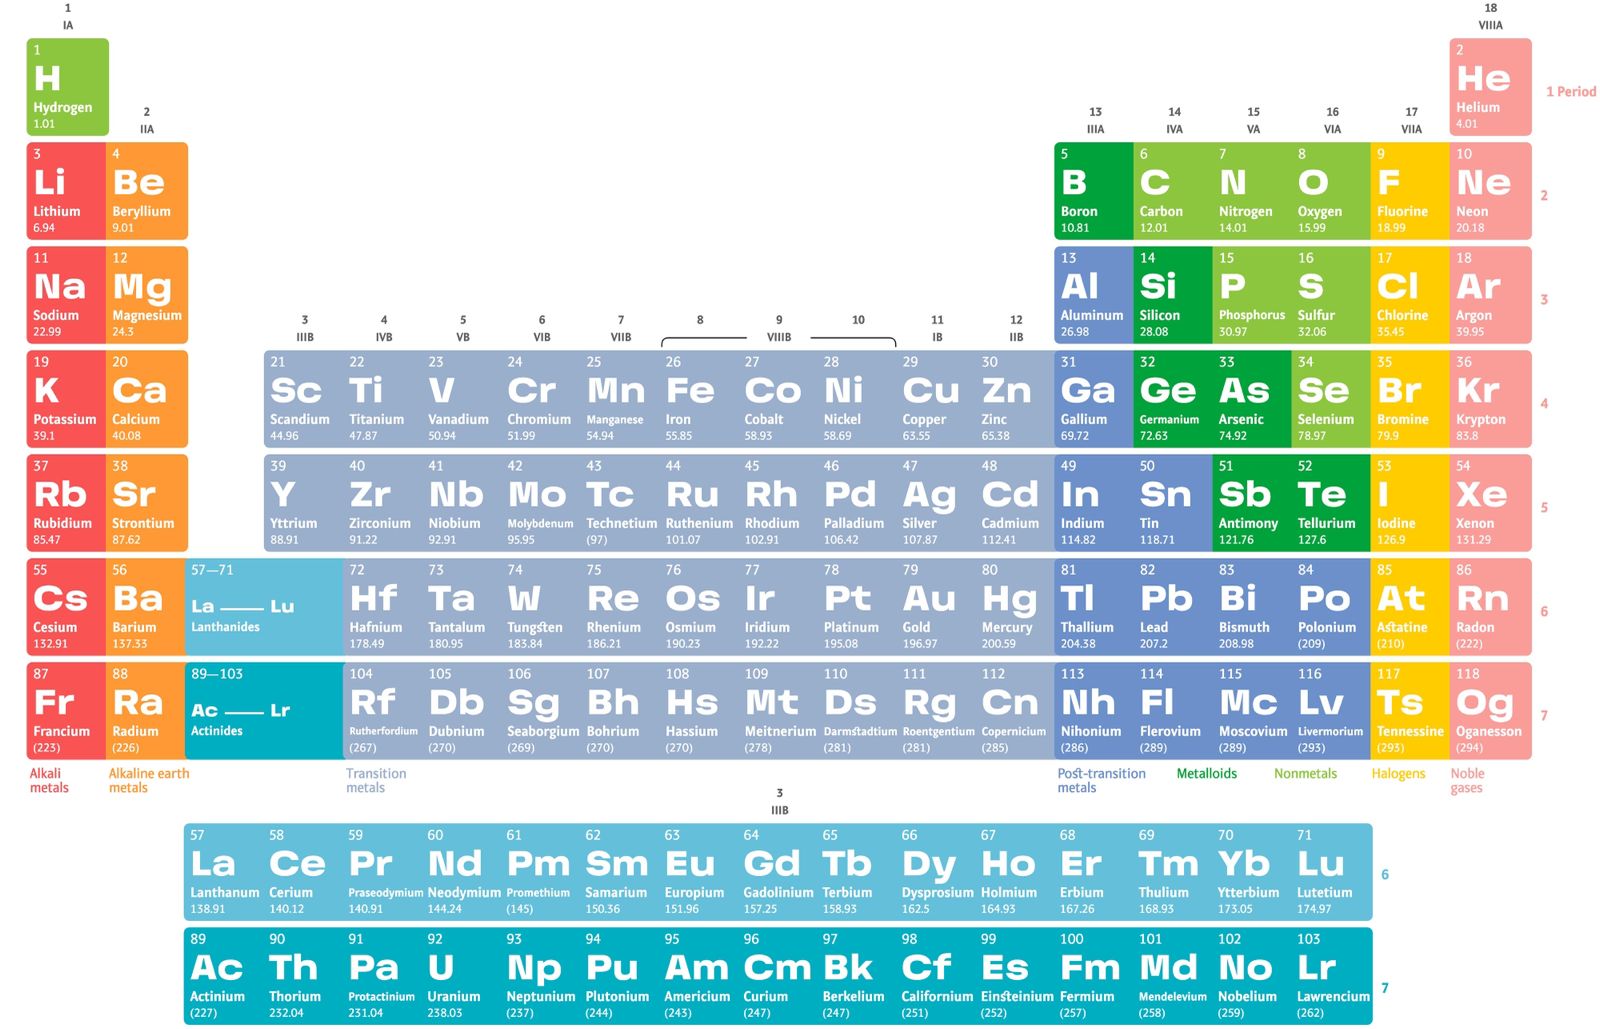 1 18
IA VIIIA
1 2
H He
Hydrogen Helium 1 Period
1.01 4.01
2 13 14 15 16 17
IIA IIIA IVA VA VIA VIIA
3 4 5 6 7 8 9 10
Li Be B C N O F Ne 2
Lithium Beryllium Boron Carbon Nitrogen Oxygen Fluorine Neon
6.94 9.01 10.81 12.01 14.01 15.99 18.99 20.18
11 12 13 14 15 16 17 18
Na Mg Al Si P S Cl Ar 3
Sodium Magnesium Aluminum Silicon Phosphorus Sulfur Chlorine Argon
22.99 24.3 26.98 28.08 30.97 32.06 35.45 39.95
3 4 5 6 7 8 9 10 11 12
IIIB IVB VB VIB VIIB VIIIB IB IIB
19 20 21 22 23 24 25 26 27 28 29 30 31 32 33 34 35 36
K Ca Sc Ti V Cr Mn Fe Co Ni Cu Zn Ga Ge As Se Br Kr 4
Potassium Calcium Scandium Titanium Vanadium Chromium Manganese Iron Cobalt Nickel Copper Zinc Gallium Germanium Arsenic Selenium Bromine Krypton
39.1 40.08 44.96 47.87 50.94 51.99 54.94 55.85 58.93 58.69 63.55 65.38 69.72 72.63 74.92 78.97 79.9 83.8
37 38 39 40 41 42 43 44 45 46 47 48 49 50 51 52 53 54
Rb Sr Y Zr Nb Mo Tc Ru Rh Pd Ag Cd In Sn Sb Te I Xe 5
Rubidium Strontium Yttrium Zirconium Niobium Molybdenum Technetium Ruthenium Rhodium Palladium Silver Cadmium Indium Tin Antimony Tellurium Iodine Xenon
85.47 87.62 88.91 91.22 92.91 95.95 (97) 101.07 102.91 106.42 107.87 112.41 114.82 118.71 121.76 127.6 126.9 131.29
55 56 57—71 72 73 74 75 76 77 78 79 80 81 82 83 84 85 86
Cs Ba La — Lu Hf Ta W Re Os Ir Pt Au Hg Tl Pb Bi Po At Rn 6
Cesium Barium Lanthanides Hafnium Tantalum Tungsten Rhenium Osmium Iridium Platinum Gold Mercury Thallium Lead Bismuth Polonium Astatine Radon
132.91 137.33 178.49 180.95 183.84 186.21 190.23 192.22 195.08 196.97 200.59 204.38 207.2 208.98 (209) (210) (222)
87 88 89—103 104 105 106 107 108 109 110 111 112 113 114 115 116 117 118
Fr Ra Ac — Lr Rf Db Sg Bh Hs Mt Ds Rg Cn Nh Fl Mc Lv Ts Og 7
Francium Radium Actinides Rutherfordium Dubnium Seaborgium Bohrium Hassium Meitnerium Darmstadtium Roentgentium Copernicium Nihonium Flerovium Moscovium Livermorium Tennessine Oganesson
(223) (226) (267) (270) (269) (270) (270) (278) (281) (281) (285) (286) (289) (289) (293) (293) (294)
Alkali Alkaline earth Transition Post-transition Metalloids Nonmetals Halogens Noble
metals metals metals metals gases
3
IIIB
57 58 59 60 61 62 63 64 65 66 67 68 69 70 71
La Ce Pr Nd Pm Sm Eu Gd Tb Dy Ho Er Tm Yb Lu 6
Lanthanum Cerium Praseodymium Neodymium Promethium Samarium Europium Gadolinium Terbium Dysprosium Holmium Erbium Thulium Ytterbium Lutetium
138.91 140.12 140.91 144.24 (145) 150.36 151.96 157.25 158.93 162.5 164.93 167.26 168.93 173.05 174.97
89 90 91 92 93 94 95 96 97 98 99 100 101 102 103
Ac Th Pa U Np Pu Am Cm Bk Cf Es Fm Md No Lr 7
Actinium Thorium Protactinium Uranium Neptunium Plutonium Americium Curium Berkelium Californium Einsteinium Fermium Mendelevium Nobelium Lawrencium
(227) 232.04 231.04 238.03 (237) (244) (243) (247) (247) (251) (252) (257) (258) (259) (262)